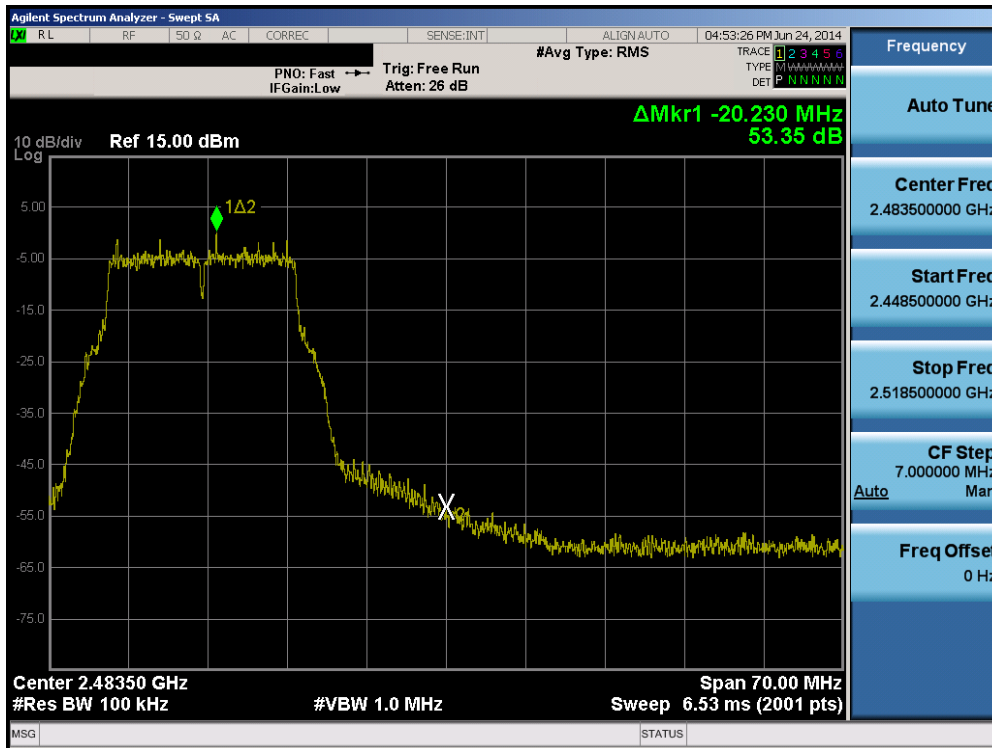 Agilent Spectrum Analyzer - Swept SA
LXI RL RF 50 Ω AC CORREC SENSE:INT ALIGN AUTO 04:53:26 PM Jun 24, 2014
#Avg Type: RMS
TRACE 1 2 3 4 5 6
PNO: Fast Trig: Free Run
TYPE M WWWWW
IFGain:Low Atten: 26 dB
DET P N N N N N
ΔMkr1 -20.230 MHz
53.35 dB
10 dB/div Ref 15.00 dBm
Log
1Δ2
5.00
-5.00
-15.0
-25.0
-35.0
-45.0
-55.0
-65.0
-75.0
X2
Center 2.48350 GHz Span 70.00 MHz
#Res BW 100 kHz #VBW 1.0 MHz Sweep 6.53 ms (2001 pts)
MSG STATUS
Frequency
Auto Tune
Center Freq
2.483500000 GHz
Start Freq
2.448500000 GHz
Stop Freq
2.518500000 GHz
CF Step
7.000000 MHz
Auto Man
Freq Offset
0 Hz